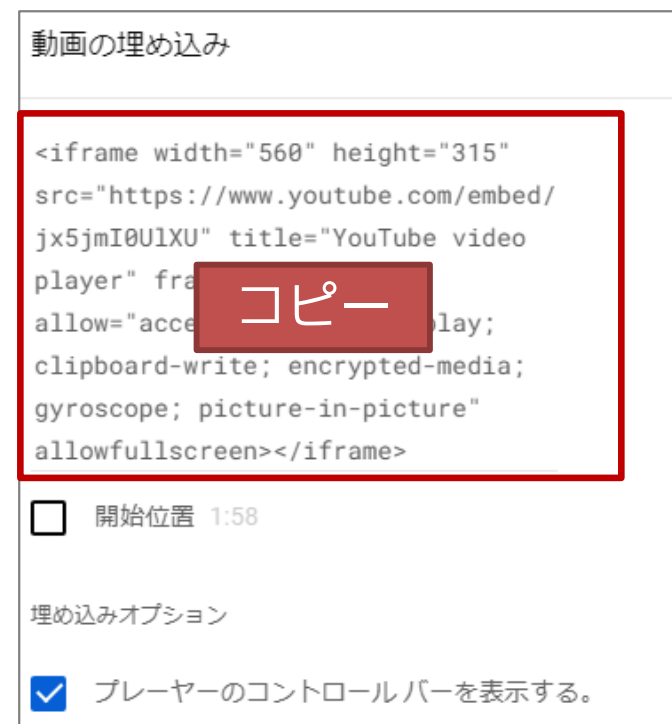 動画の埋め込み
<iframe width="560" height="315"
src="https://www.youtube.com/embed/
jx5jmI0UlXU" title="YouTube video
player" fra
コピー
allow="acce lay;
clipboard-write; encrypted-media;
gyroscope; picture-in-picture"
allowfullscreen></iframe>
開始位置 1:58
埋め込みオプション
プレーヤーのコントロール バーを表示する。